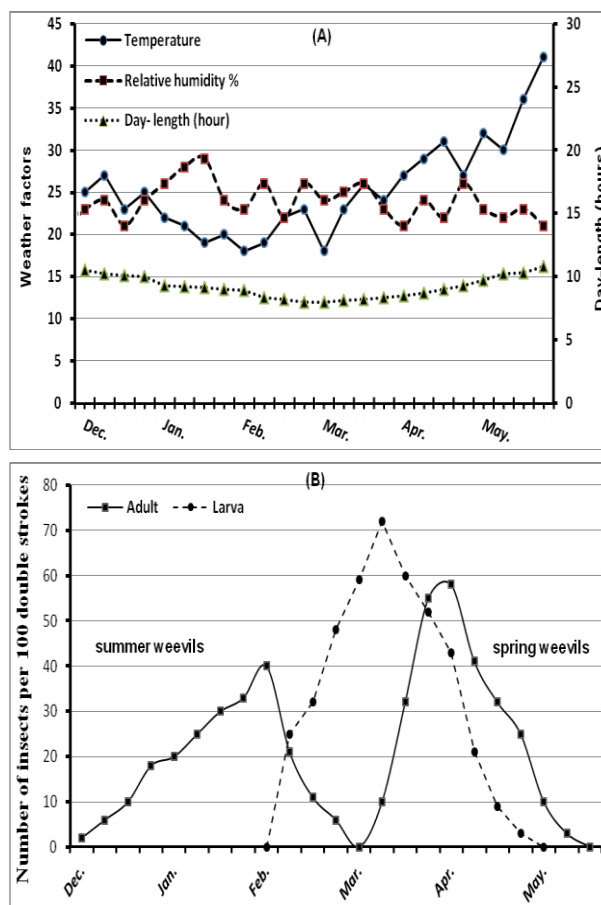 (A)
45
40
35
30
25
20
15
10
5
0
Weather factors
Temperature
Relative humidity %
Day- length (hour)
30
25
20
15
10
5
0
Day-length (hours)
Dec.
Jan.
Feb.
Mar.
Apr.
May.
(B)
80
70
60
50
40
30
20
10
0
Number of insects per 100 double strokes
Adult
Larva
summer weevils
spring weevils
Dec.
Jan.
Feb.
Mar.
Apr.
May.